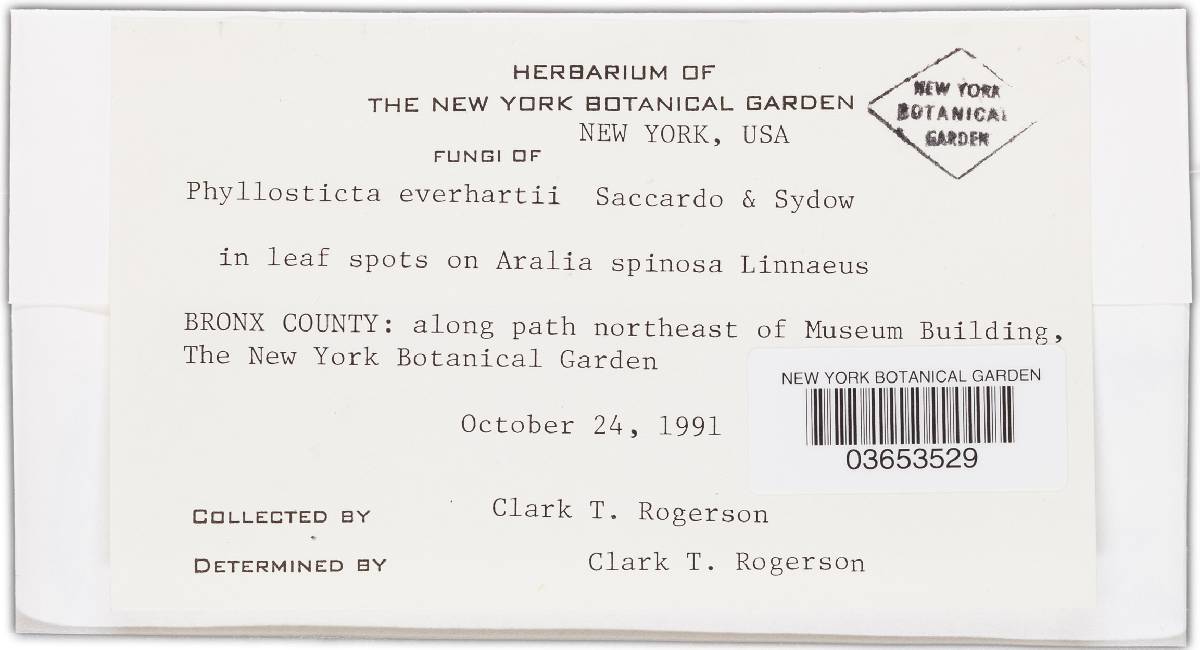 HERBARIUM OF
THE NEW YORK BOTANICAL GARDEN
NEW YORK, USA
NEW YORK
BOTANICAL
GARDEN
FUNGI OF
Phyllosticta everhartii Saccardo & Sydow
in leaf spots on Aralia spinosa Linnaeus
BRONX COUNTY: along path northeast of Museum Building,
The New York Botanical Garden
NEW YORK BOTANICAL GARDEN
03653529
October 24, 1991
COLLECTED BY Clark T. Rogerson
DETERMINED BY Clark T. Rogerson